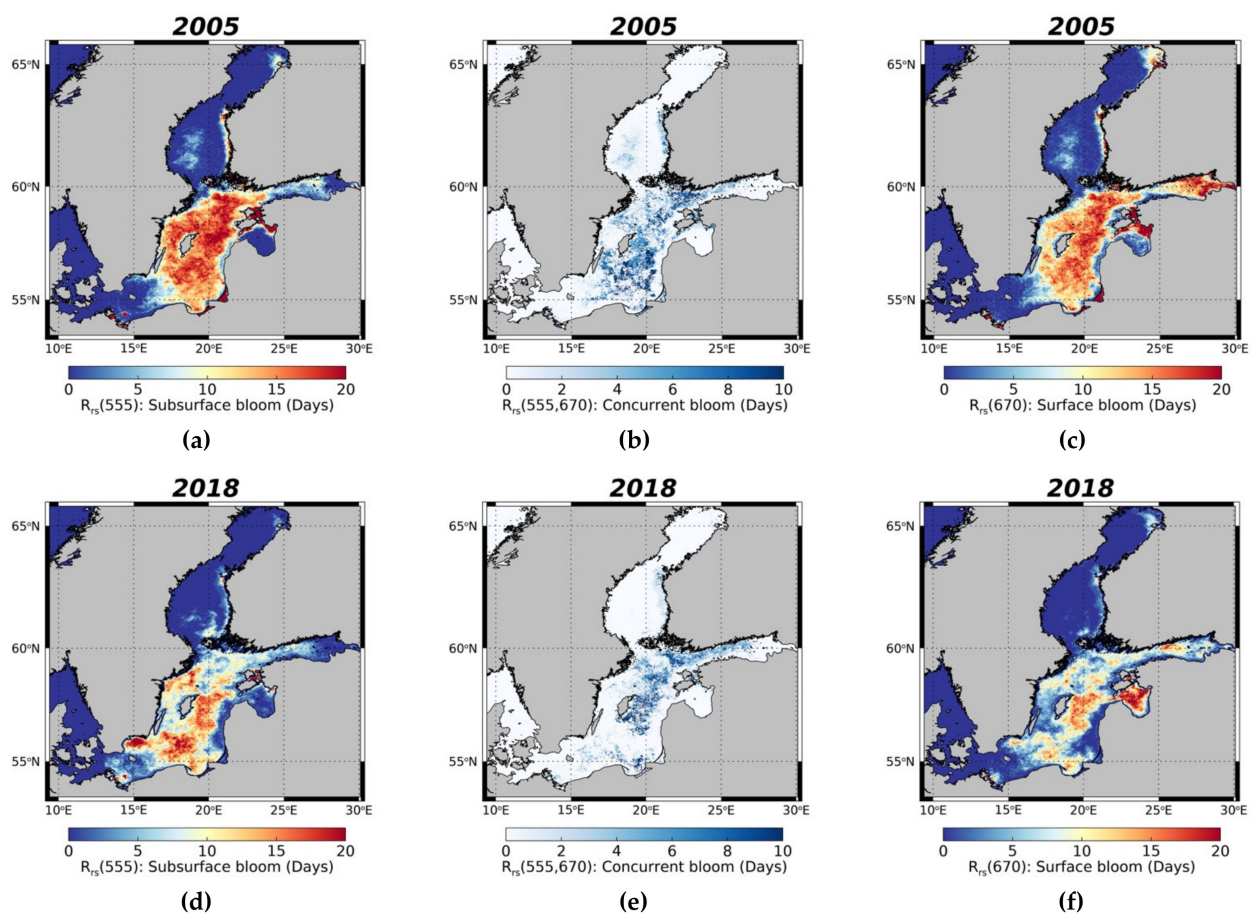 2005 2005 2005
65°N 65°N 65°N
60°N 60°N 60°N
55°N 55°N 55°N
10°E 15°E 20°E 25°E 30°E 10°E 15°E 20°E 25°E 30°E 10°E 15°E 20°E 25°E 30°E
0 5 10 15 20 0 2 4 6 8 10 0 5 10 15 20
Rrs(555): Subsurface bloom (Days) Rrs(555,670): Concurrent bloom (Days) Rrs(670): Surface bloom (Days)
(a) (b) (c)
2018 2018 2018
65°N 65°N 65°N
60°N 60°N 60°N
55°N 55°N 55°N
10°E 15°E 20°E 25°E 30°E 10°E 15°E 20°E 25°E 30°E 10°E 15°E 20°E 25°E 30°E
0 5 10 15 20 0 2 4 6 8 10 0 5 10 15 20
Rrs(555): Subsurface bloom (Days) Rrs(555,670): Concurrent bloom (Days) Rrs(670): Surface bloom (Days)
(d) (e) (f)